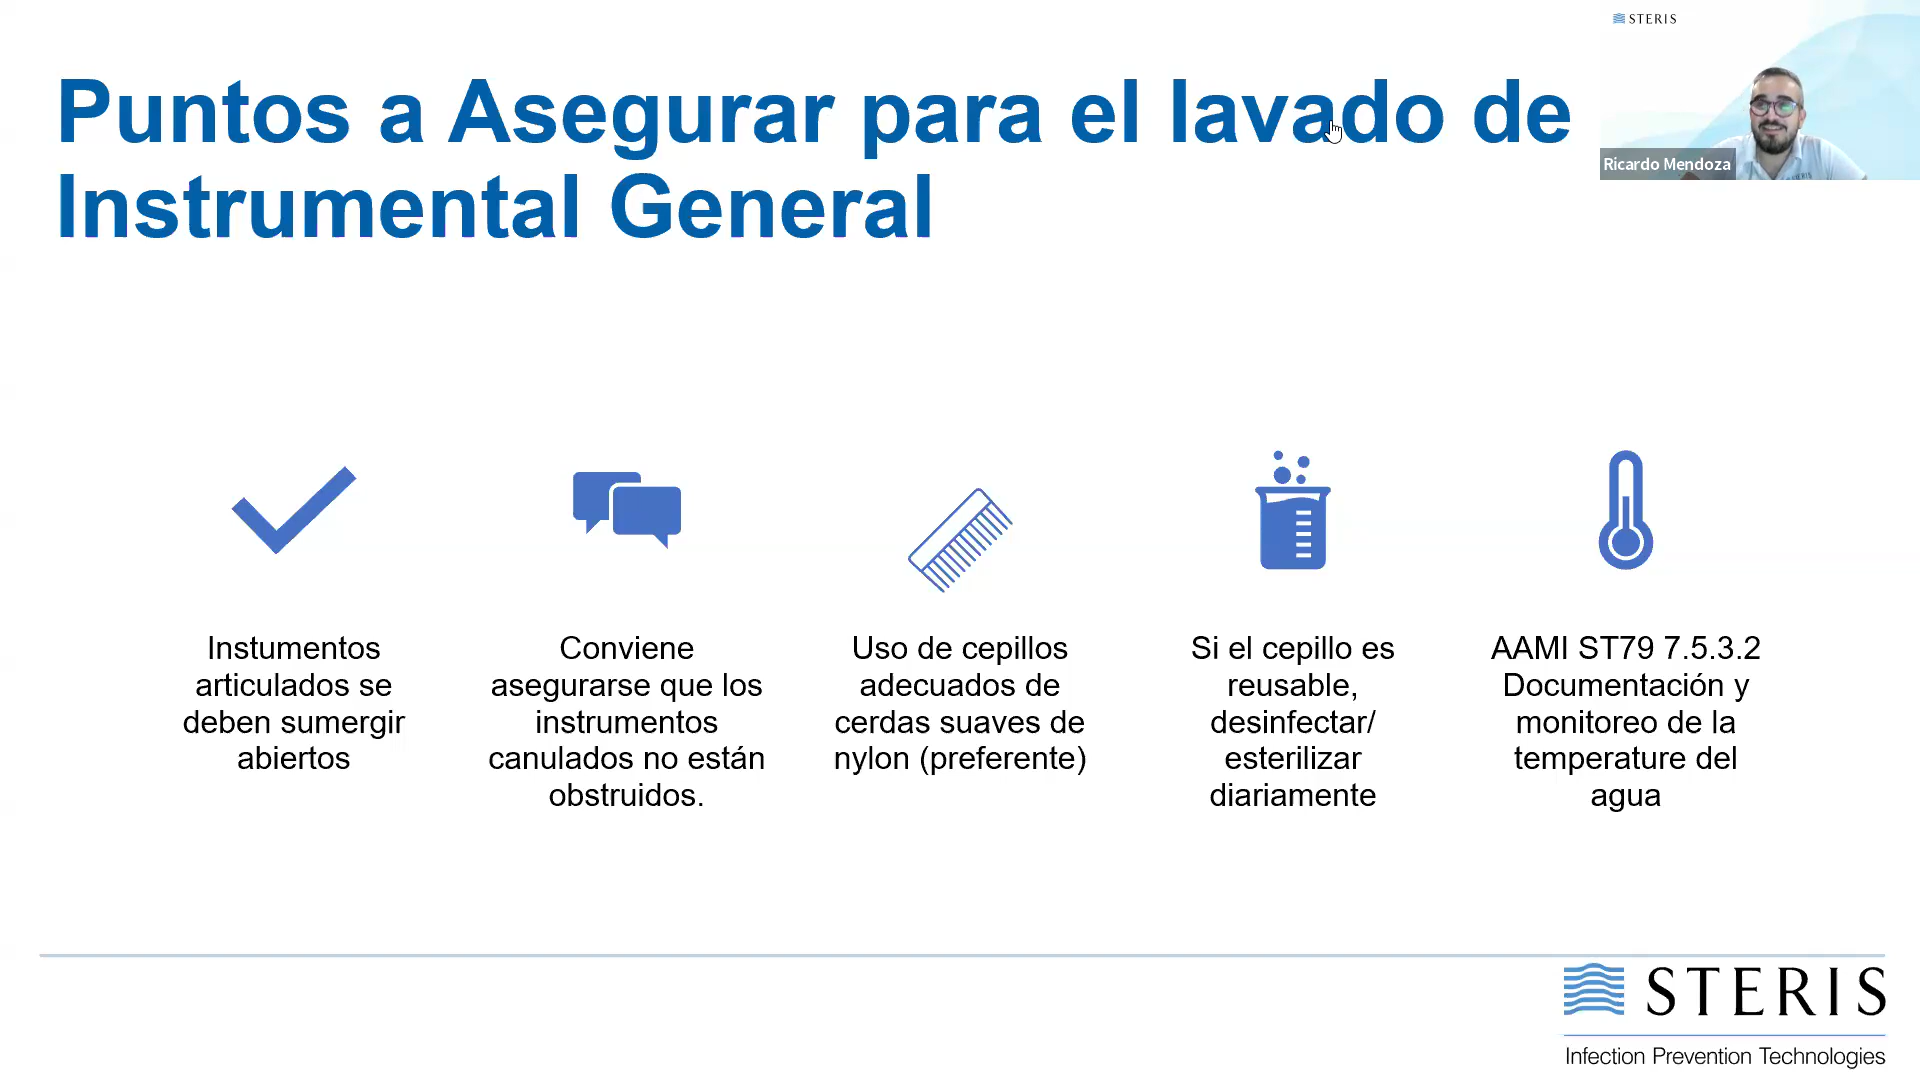 STERIS
Puntos a Asegurar para el lavado de
Instrumental General
Ricardo Mendoza
Instumentos
articulados se
deben sumergir
abiertos
Conviene
asegurarse que los
instrumentos
canulados no están
obstruidos.
Uso de cepillos
adecuados de
cerdas suaves de
nylon (preferente)
Si el cepillo es
reusable,
desinfectar/
esterilizar
diariamente
AAMI ST79 7.5.3.2
Documentación y
monitoreo de la
temperature del
agua
STERIS
Infection Prevention Technologies